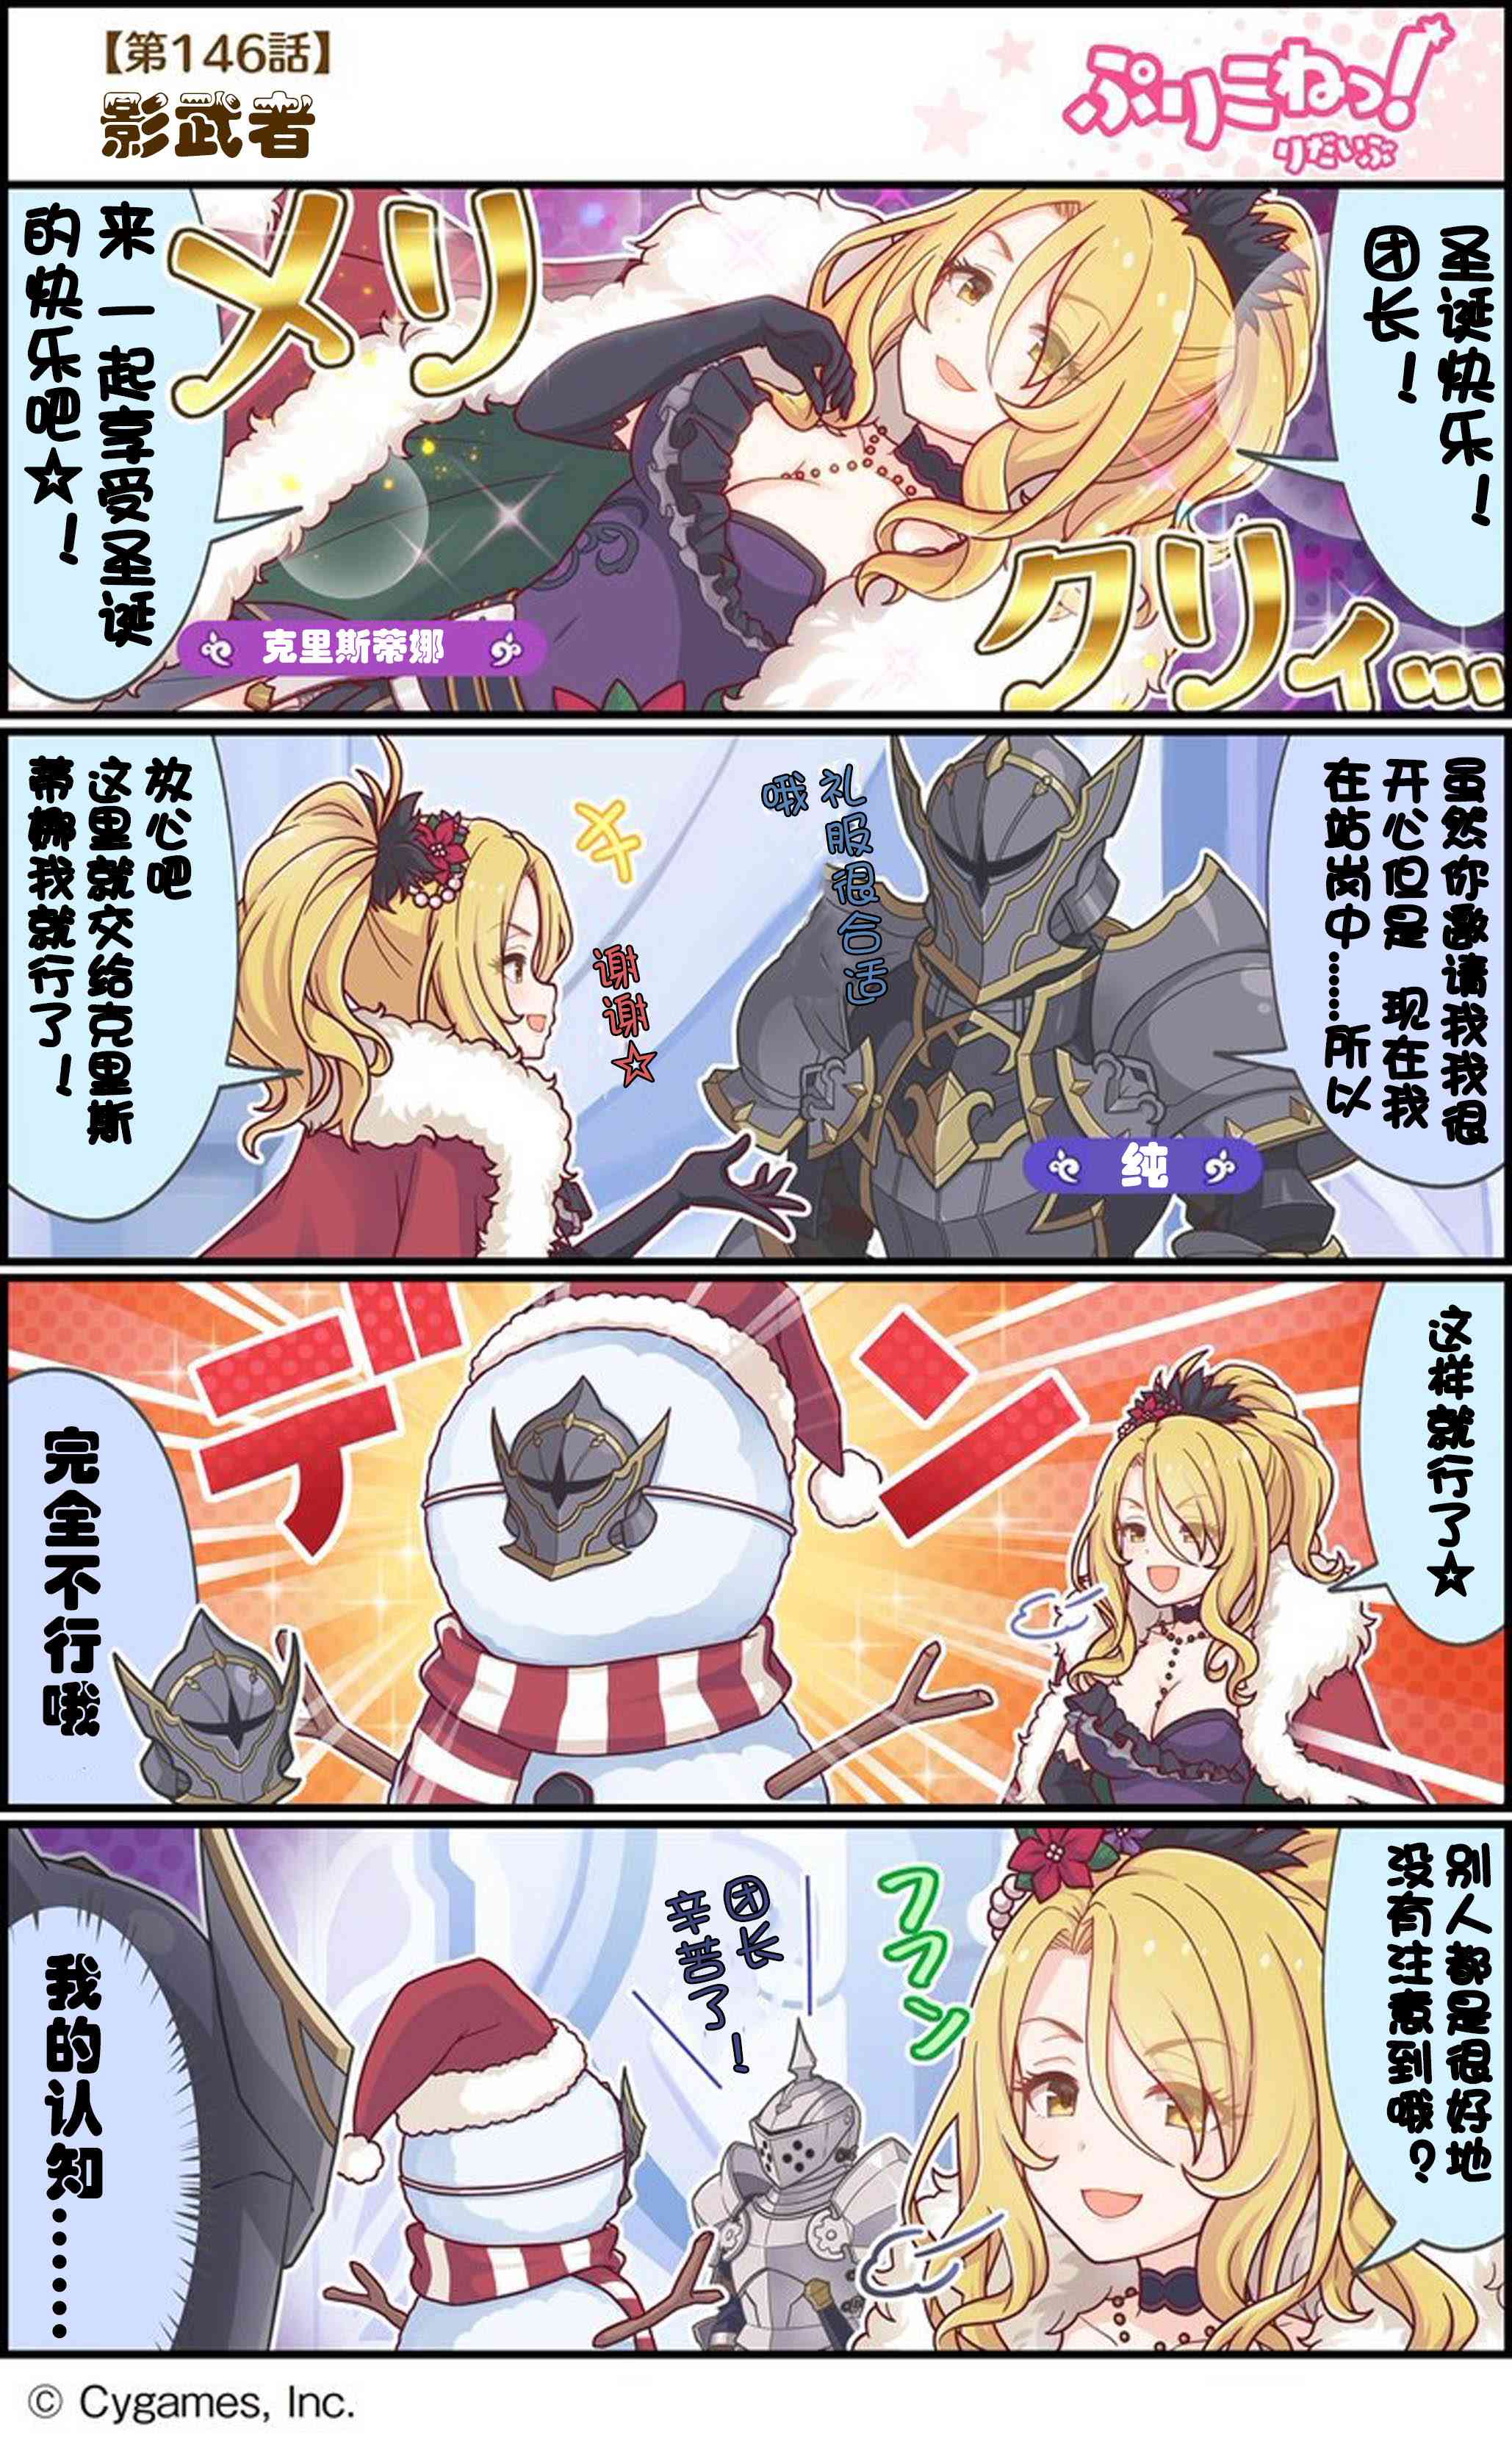 【第146話】
影武者
ぷりこねっ!
りだいぶ
圣诞快乐！
团长！
メリ
クリィ…
来一起享受圣诞
的快乐吧☆！
克里斯蒂娜
虽然你邀请我我很
开心但是 现在我
在站岗中……所以
礼服很合适
哦
谢谢☆
纯
放心吧
这里就交给克里斯
蒂娜我就行了！
这样就行了☆
デン
完全不行哦
别人都是很好地
没有注意到哦？
フフン
团长
辛苦了！
我的认知……
© Cygames, Inc.